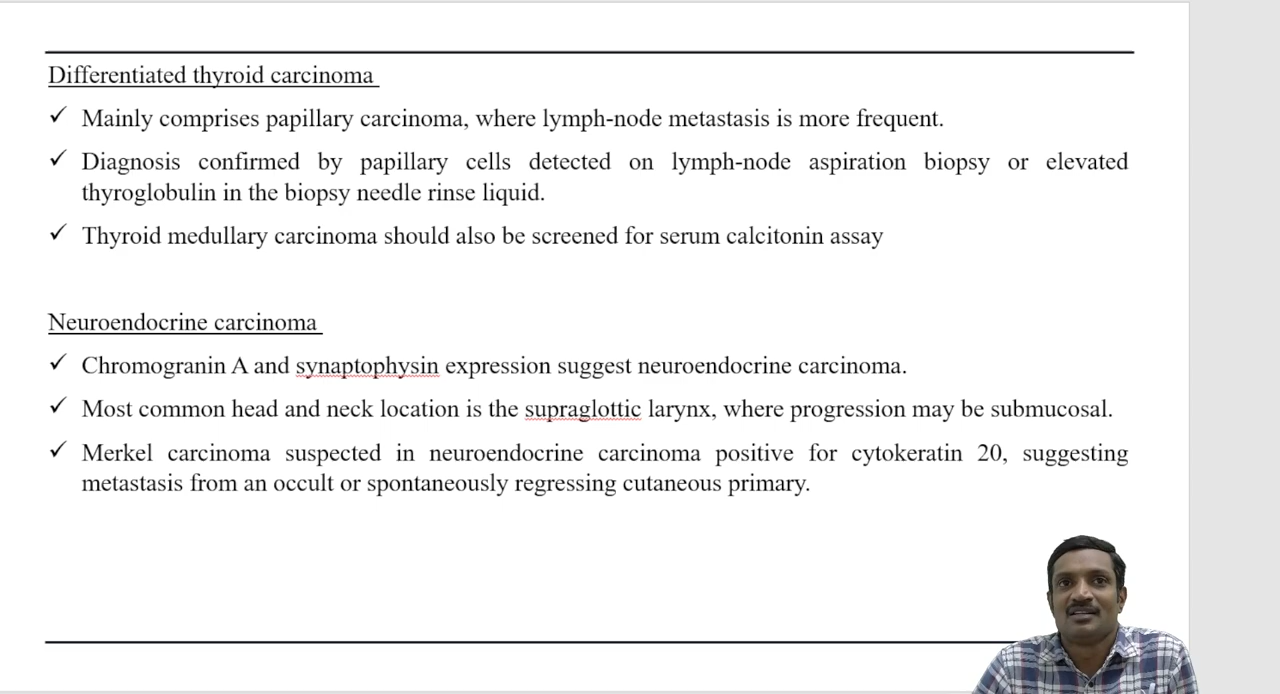 Differentiated thyroid carcinoma
✓ Mainly comprises papillary carcinoma, where lymph-node metastasis is more frequent.
✓ Diagnosis confirmed by papillary cells detected on lymph-node aspiration biopsy or elevated
thyroglobulin in the biopsy needle rinse liquid.
✓ Thyroid medullary carcinoma should also be screened for serum calcitonin assay
Neuroendocrine carcinoma
✓ Chromogranin A and synaptophysin expression suggest neuroendocrine carcinoma.
✓ Most common head and neck location is the supraglottic larynx, where progression may be submucosal.
✓ Merkel carcinoma suspected in neuroendocrine carcinoma positive for cytokeratin 20, suggesting
metastasis from an occult or spontaneously regressing cutaneous primary.